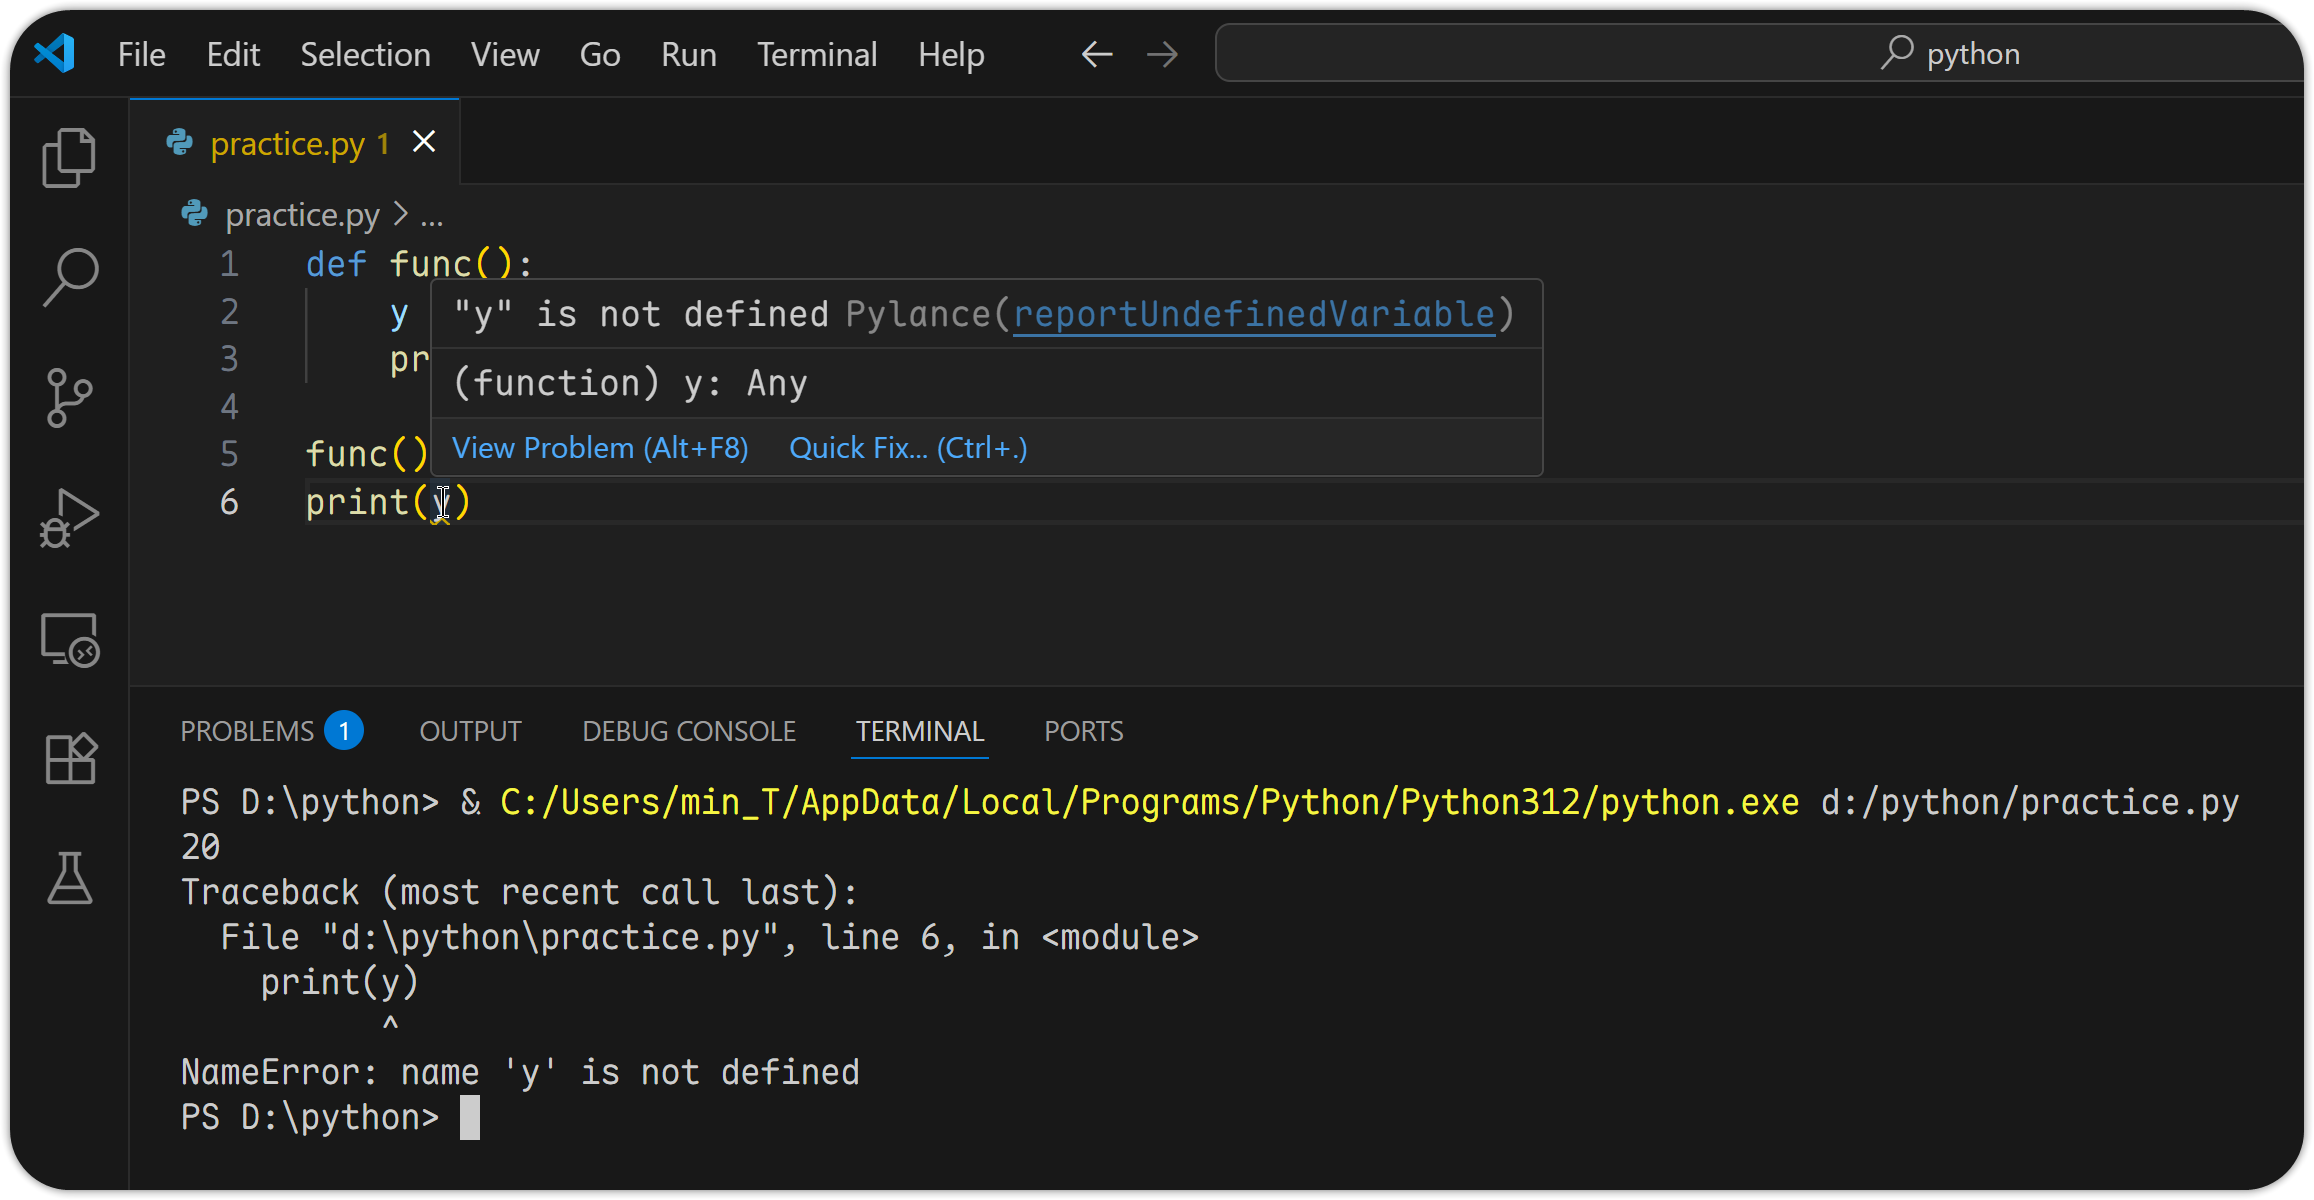 File Edit Selection View Go Run Terminal Help python
practice.py 1
practice.py > ...
1 def func():
2 y
3 pr
4
5 func()
6 print(y)
"y" is not defined Pylance(reportUndefinedVariable)
(function) y: Any
View Problem (Alt+F8) Quick Fix... (Ctrl+.)
PROBLEMS 1 OUTPUT DEBUG CONSOLE TERMINAL PORTS
PS D:\python> & C:/Users/min_T/AppData/Local/Programs/Python/Python312/python.exe d:/python/practice.py
20
Traceback (most recent call last):
  File "d:\python\practice.py", line 6, in <module>
    print(y)
          ^
NameError: name 'y' is not defined
PS D:\python>